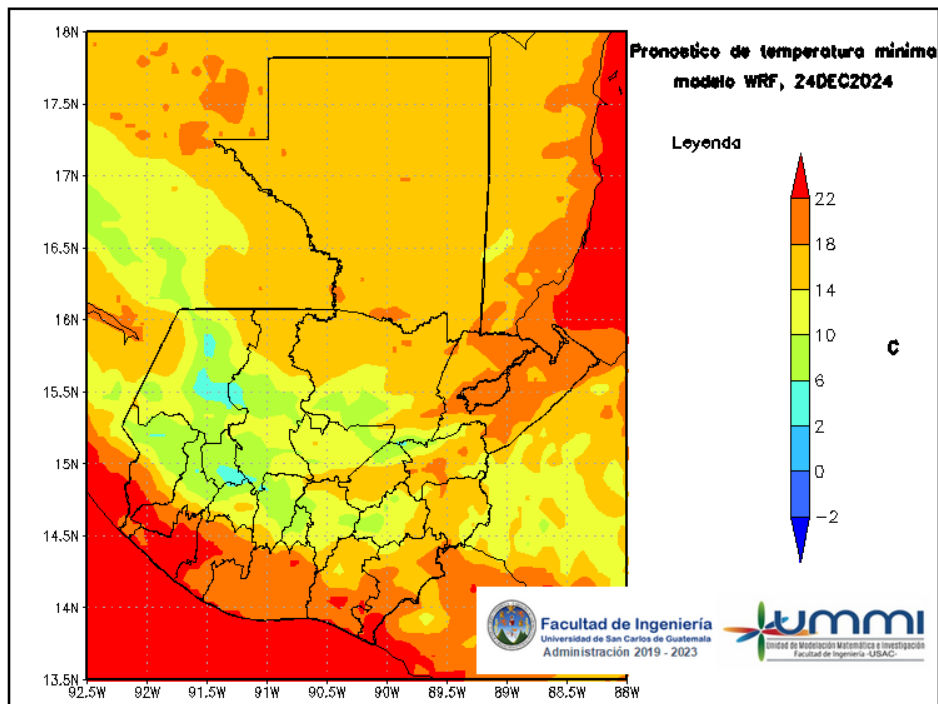 Pronostico de temperatura minima
modelo WRF, 24DEC2024
Leyenda
22
18
14
10
6
2
0
−2
C
18N
17.5N
17N
16.5N
16N
15.5N
15N
14.5N
14N
13.5N
92.5W 92W 91.5W 91W 90.5W 90W 89.5W 89W 88.5W 88W
Facultad de Ingeniería
Universidad de San Carlos de Guatemala
Administración 2019 - 2023
UMMI
Unidad de Modelación Matemática e Investigación
Facultad de Ingeniería -USAC-